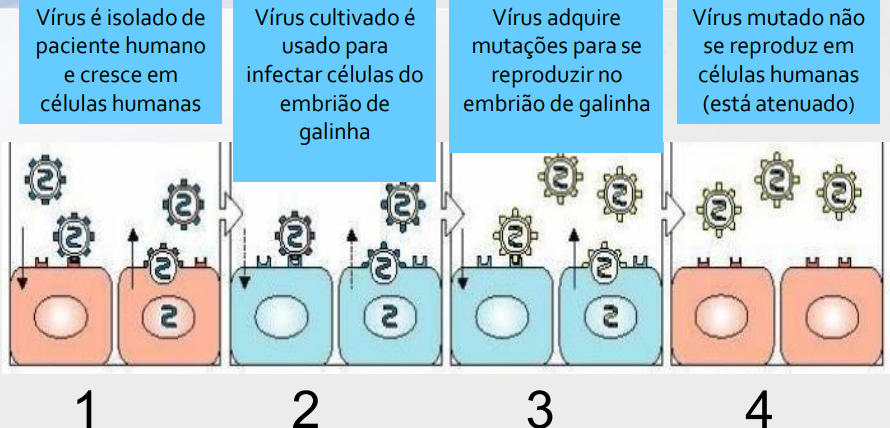 Vírus é isolado de
paciente humano
e cresce em
células humanas
Vírus cultivado é
usado para
infectar células do
embrião de
galinha
Vírus adquire
mutações para se
reproduzir no
embrião de galinha
Vírus mutado não
se reproduz em
células humanas
(está atenuado)
1
2
3
4